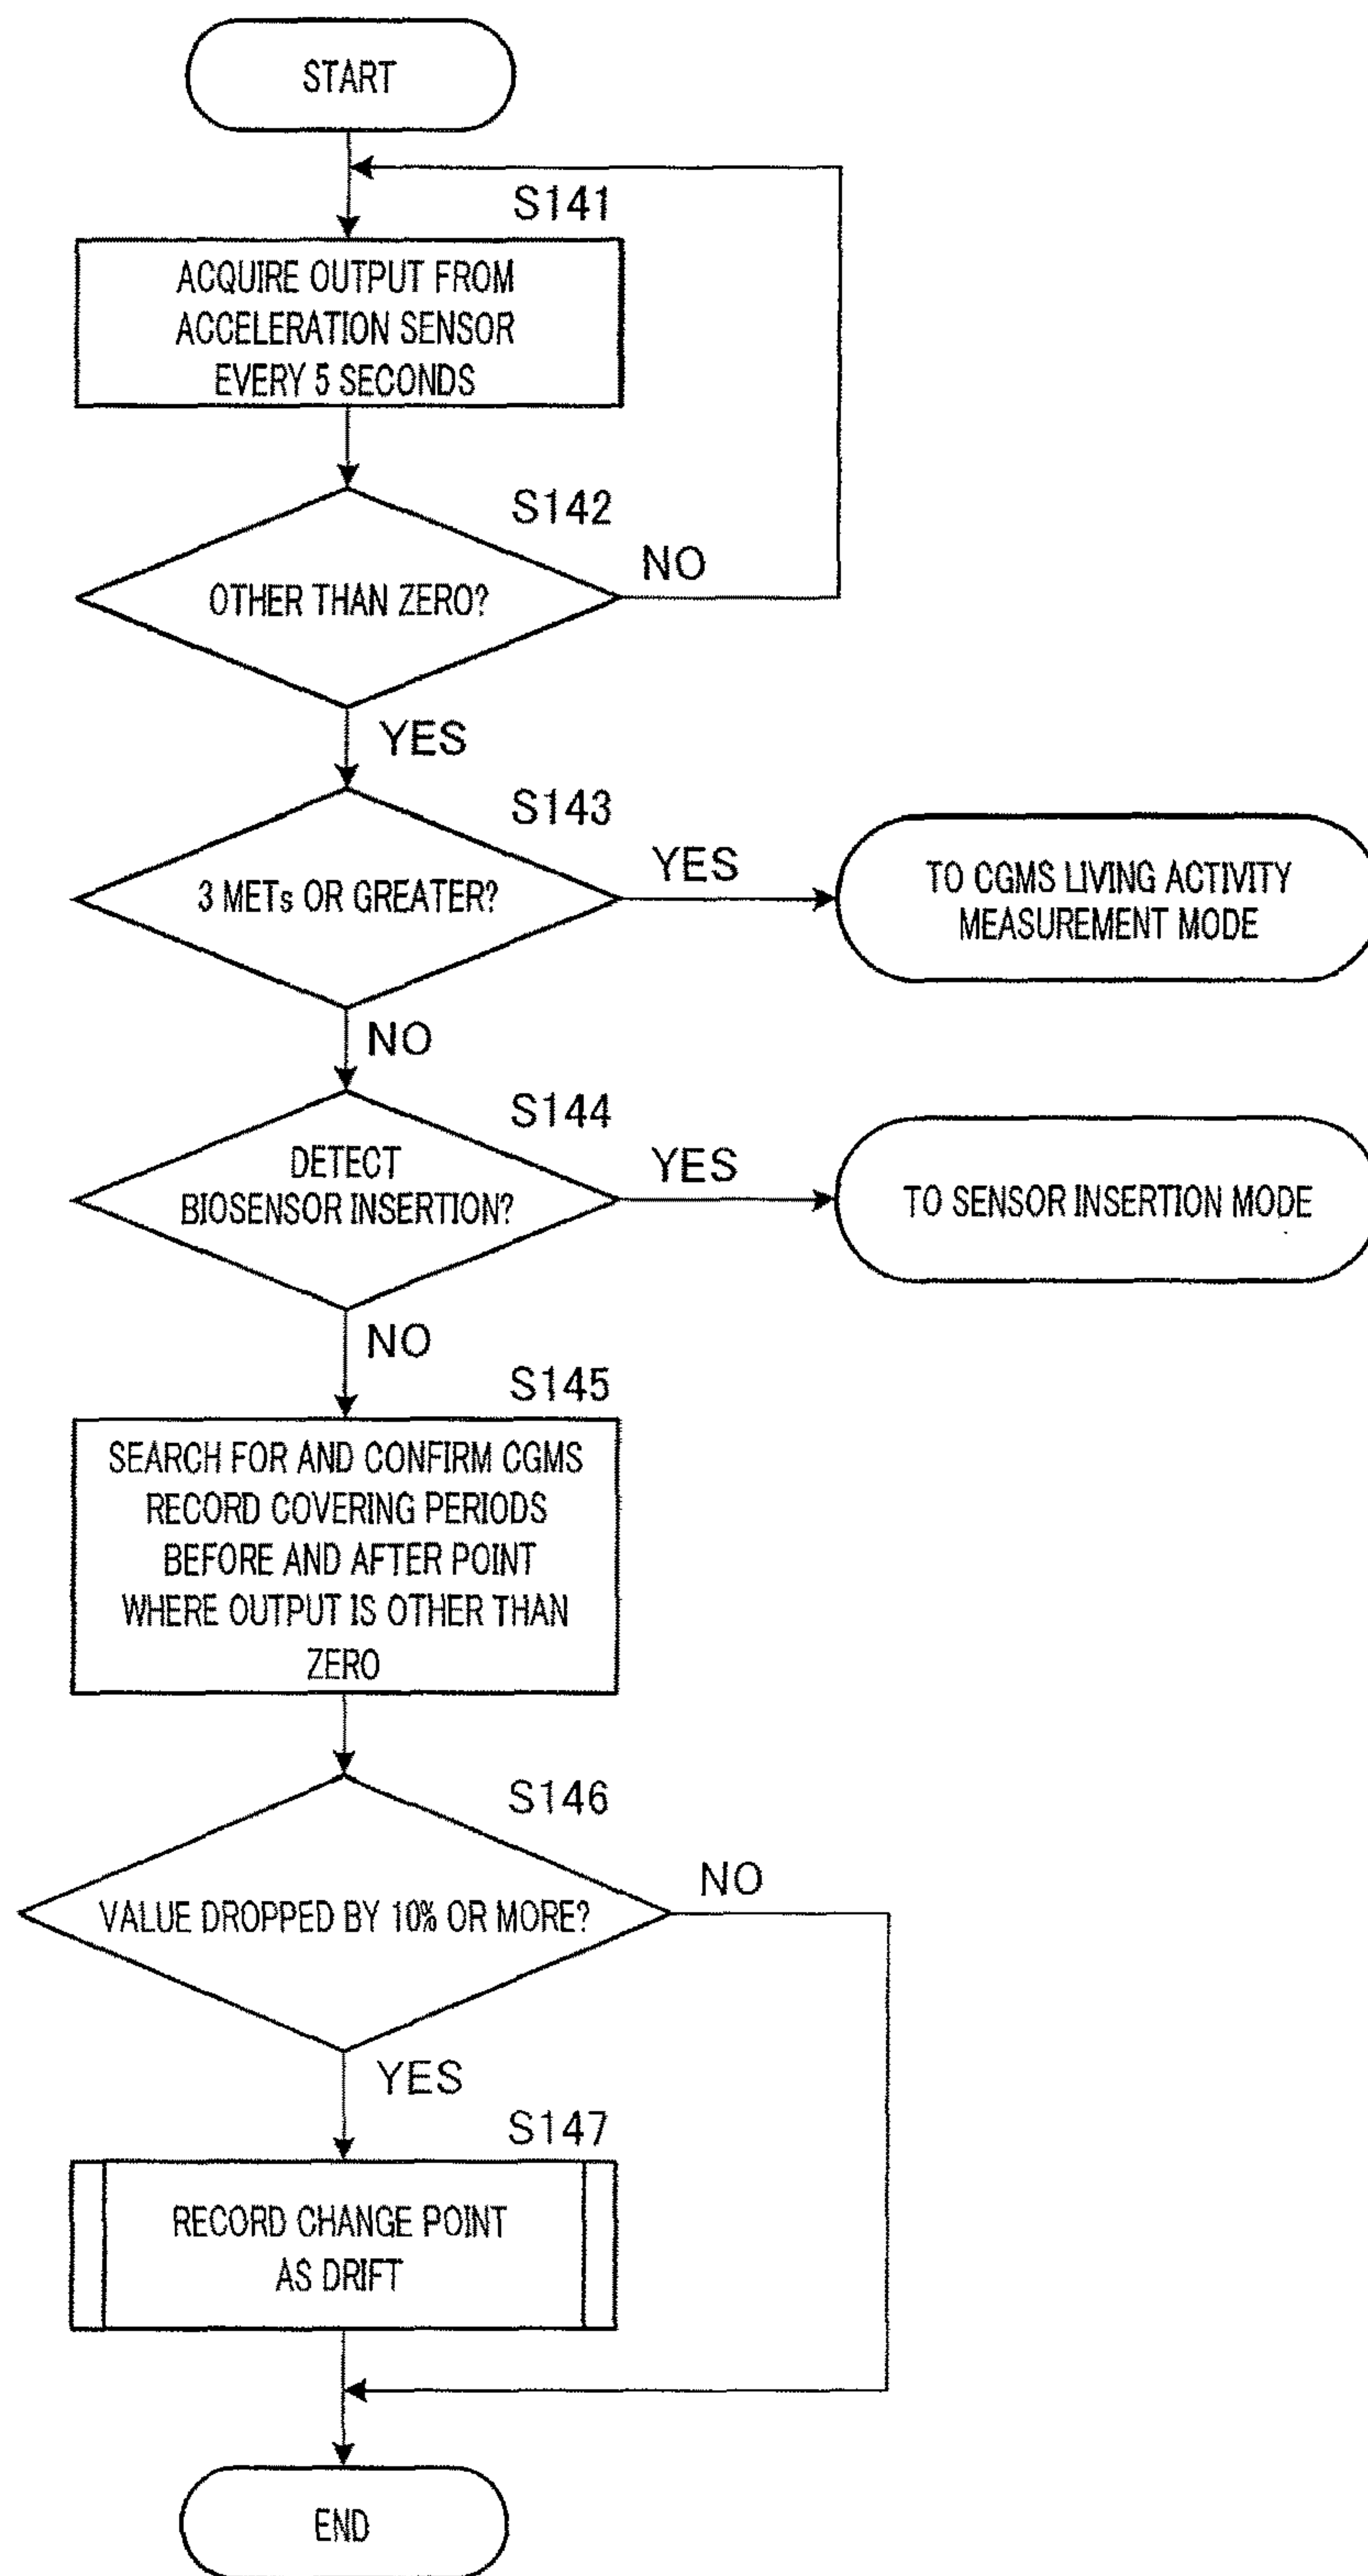 START
S141
ACQUIRE OUTPUT FROM
ACCELERATION SENSOR
EVERY 5 SECONDS
S142
OTHER THAN ZERO?
NO
YES
S143
3 METs OR GREATER?
YES
TO CGMS LIVING ACTIVITY
MEASUREMENT MODE
NO
S144
DETECT
BIOSENSOR INSERTION?
YES
TO SENSOR INSERTION MODE
NO
S145
SEARCH FOR AND CONFIRM CGMS
RECORD COVERING PERIODS
BEFORE AND AFTER POINT
WHERE OUTPUT IS OTHER THAN
ZERO
S146
VALUE DROPPED BY 10% OR MORE?
NO
YES
S147
RECORD CHANGE POINT
AS DRIFT
END